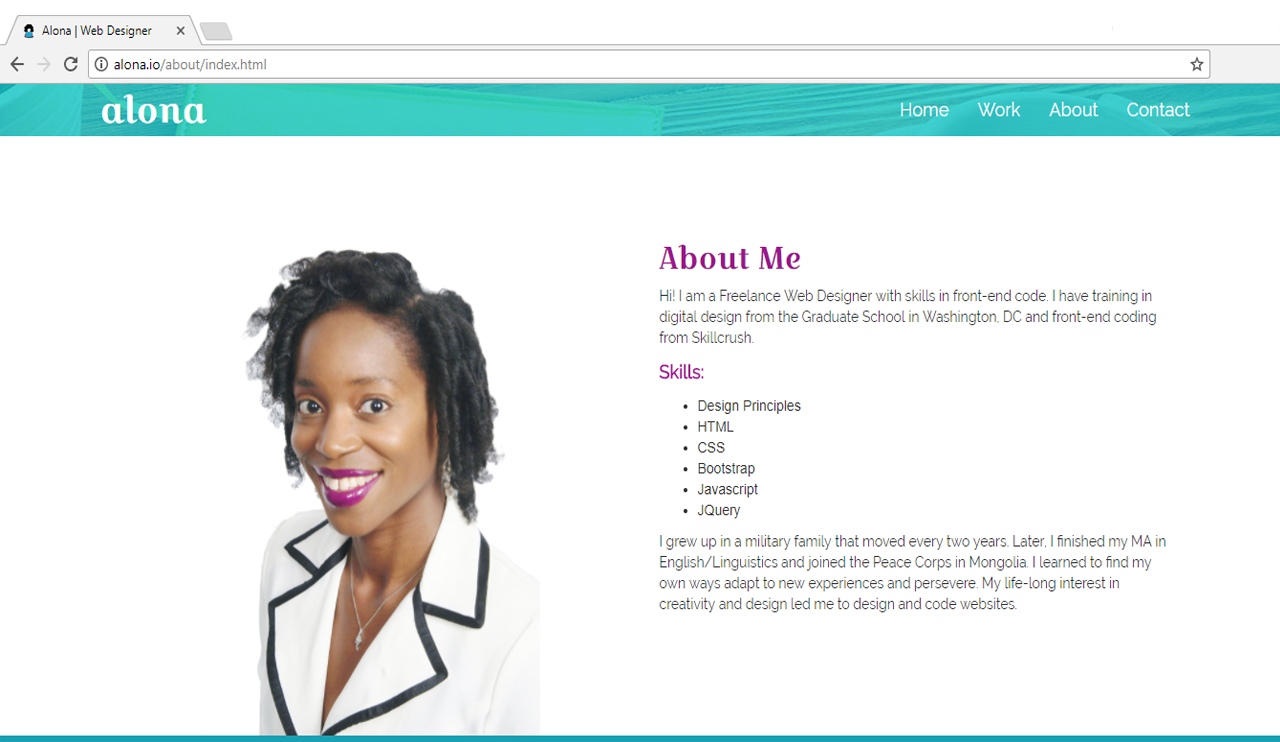 Alona | Web Designer
alona.io/about/index.html
alona
Home Work About Contact
About Me
Hi! I am a Freelance Web Designer with skills in front-end code. I have training in
digital design from the Graduate School in Washington, DC and front-end coding
from Skillcrush.
Skills:
• Design Principles
• HTML
• CSS
• Bootstrap
• Javascript
• JQuery
I grew up in a military family that moved every two years. Later, I finished my MA in
English/Linguistics and joined the Peace Corps in Mongolia. I learned to find my
own ways adapt to new experiences and persevere. My life-long interest in
creativity and design led me to design and code websites.